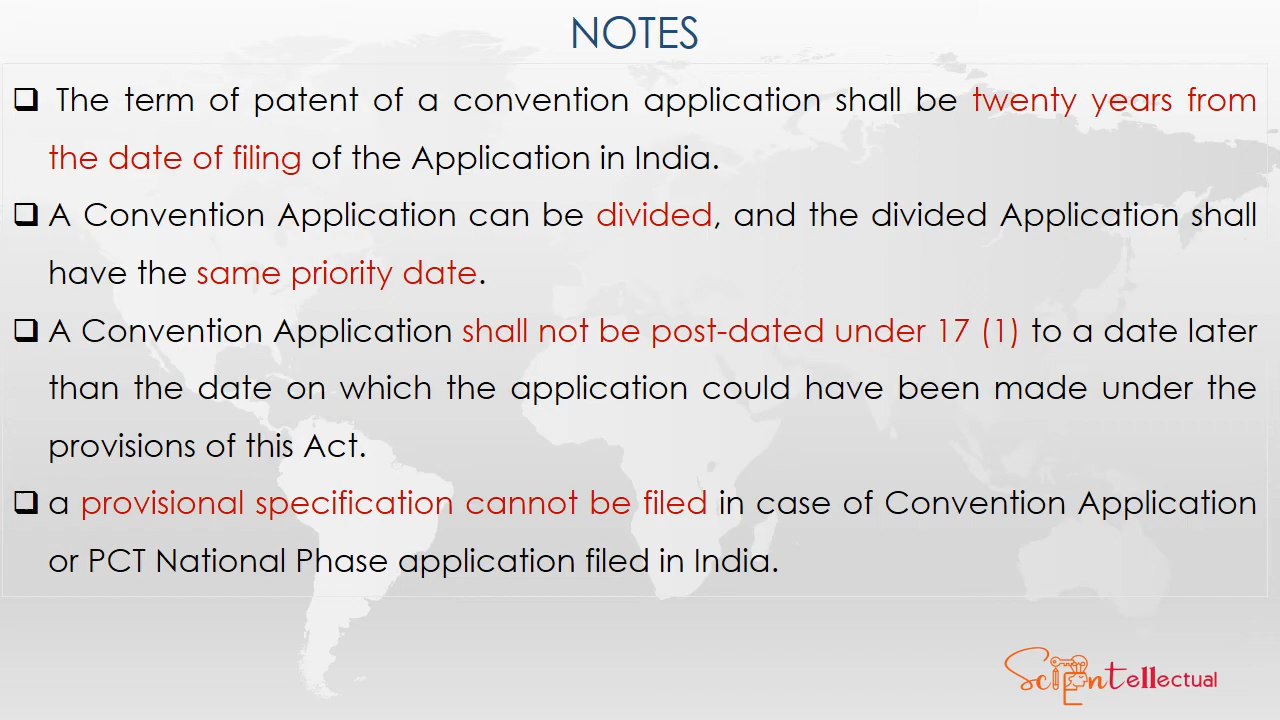 NOTES
❑ The term of patent of a convention application shall be twenty years from
the date of filing of the Application in India.
❑ A Convention Application can be divided, and the divided Application shall
have the same priority date.
❑ A Convention Application shall not be post-dated under 17 (1) to a date later
than the date on which the application could have been made under the
provisions of this Act.
❑ a provisional specification cannot be filed in case of Convention Application
or PCT National Phase application filed in India.
Scientellectual